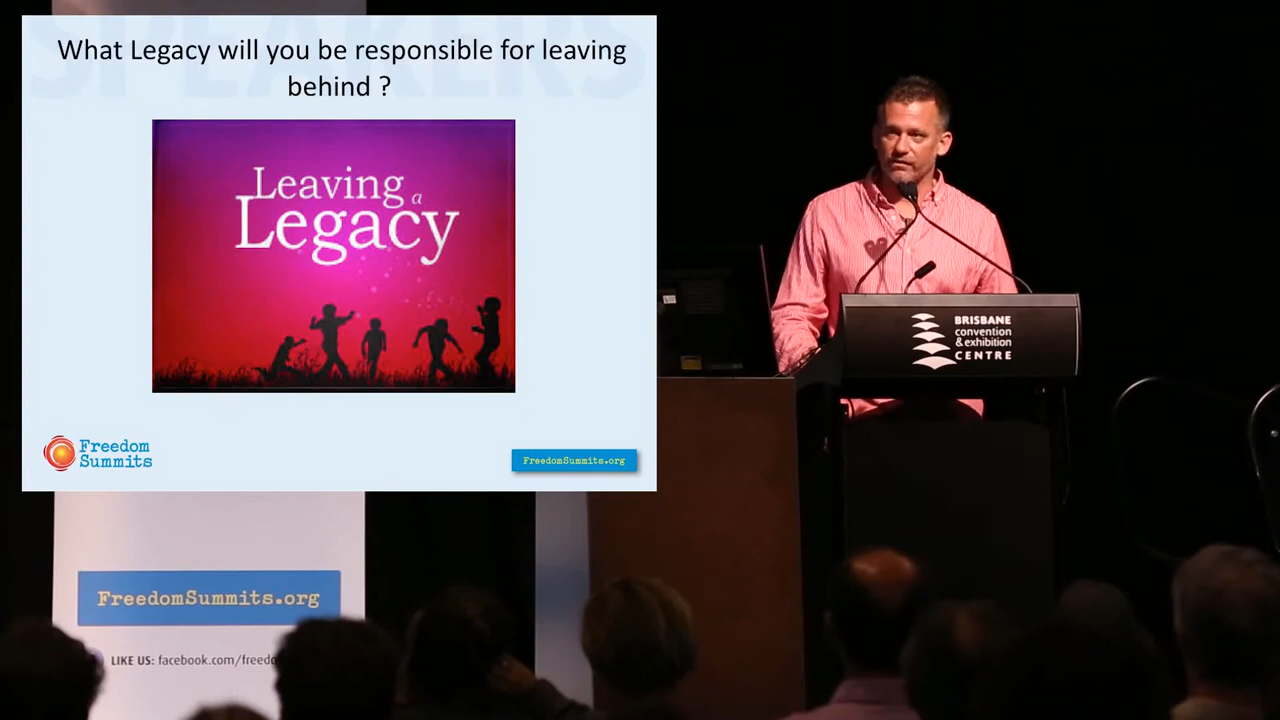 What Legacy will you be responsible for leaving
behind ?
Leaving a
Legacy
Freedom
Summits
FreedomSummits.org
BRISBANE
convention
& exhibition
CENTRE
SPEAKERS
FreedomSummits.org
LIKE US: facebook.com/freedo